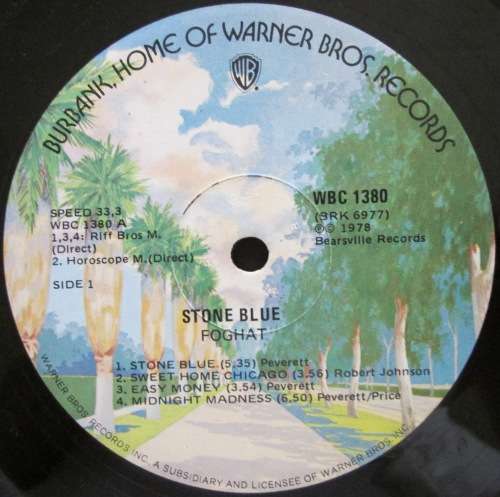 BURBANK, HOME OF WARNER BROS. RECORDS
WB
SPEED 33,3
WBC 1380 A
1,3,4: Riff Bros M.
(Direct)
2. Horoscope M.(Direct)
SIDE 1
WBC 1380
(BRK 6977)
℗© 1978
Bearsville Records
STONE BLUE
FOGHAT
1. STONE BLUE (5.35) Peverett
2. SWEET HOME CHICAGO (3.56) Robert Johnson
3. EASY MONEY (3.54) Peverett
4. MIDNIGHT MADNESS (6.50) Peverett/Price
WARNER BROS. RECORDS INC., A SUBSIDIARY AND LICENSEE OF WARNER BROS. INC.